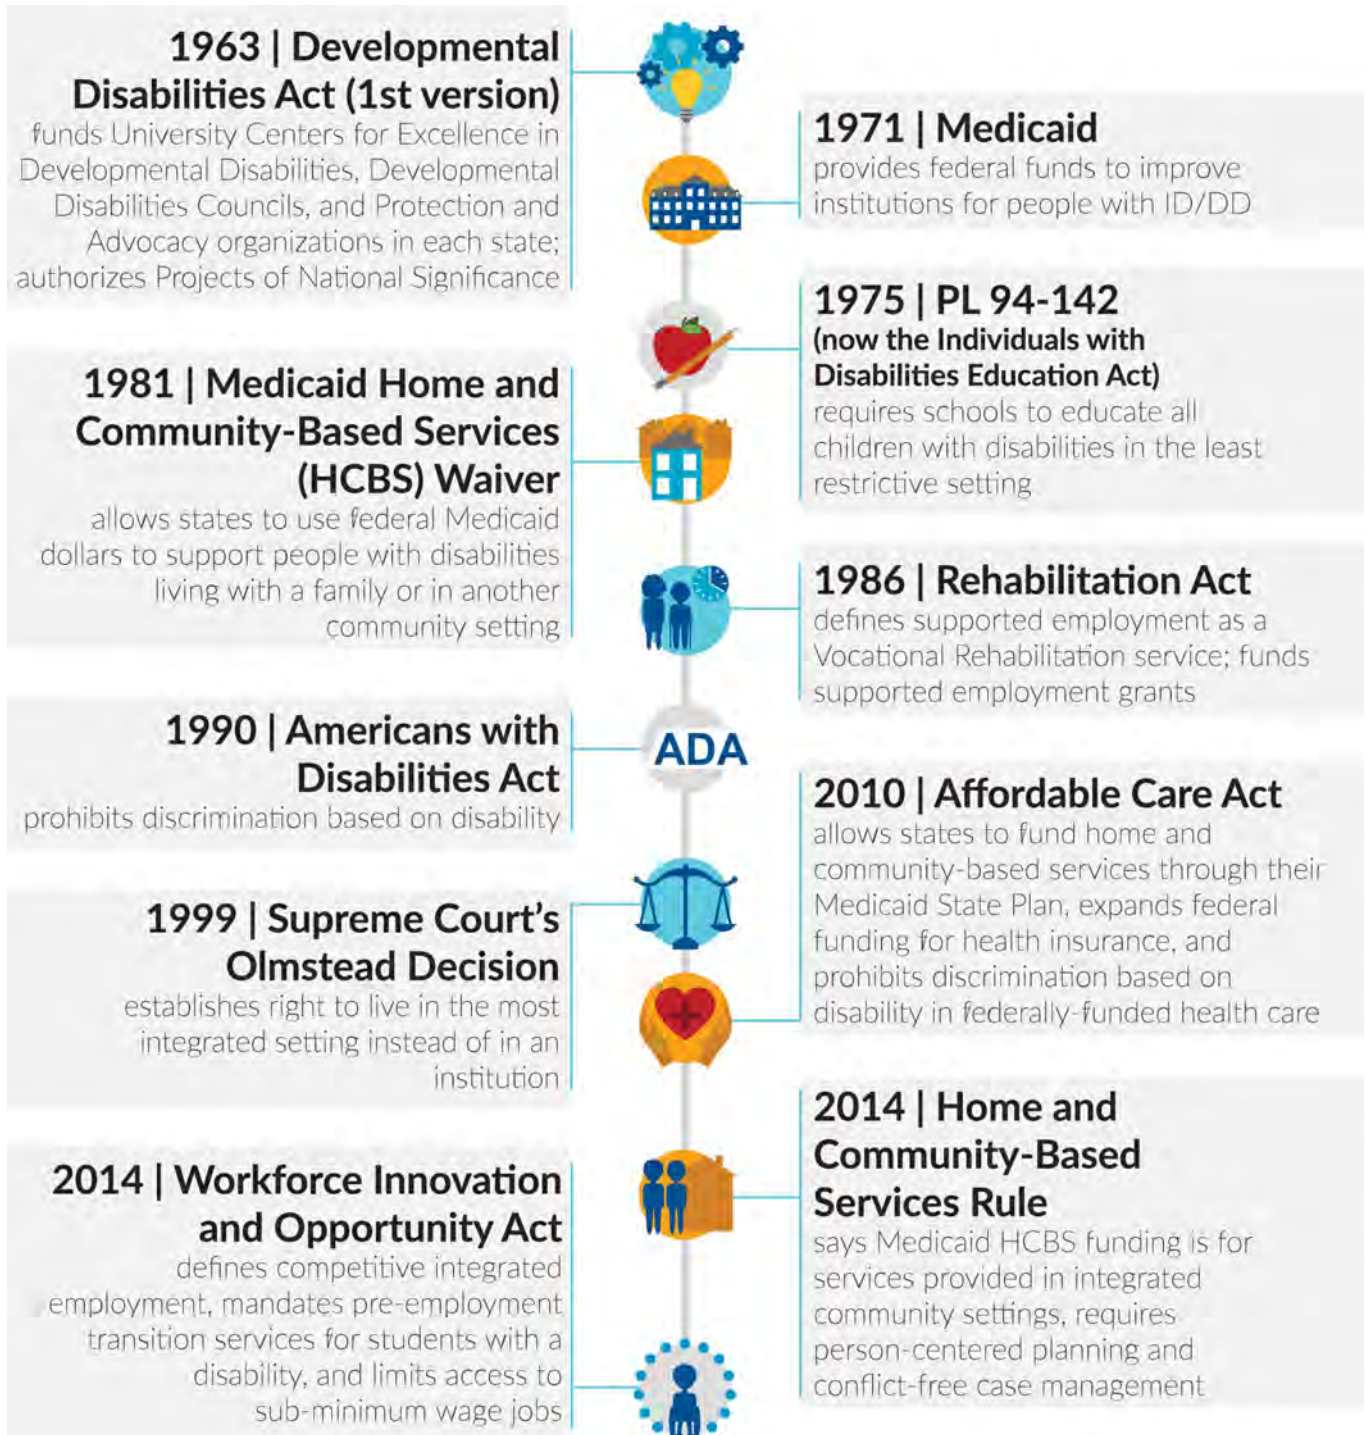 1963 | Developmental
Disabilities Act (1st version)
funds University Centers for Excellence in
Developmental Disabilities, Developmental
Disabilities Councils, and Protection and
Advocacy organizations in each state;
authorizes Projects of National Significance
1971 | Medicaid
provides federal funds to improve
institutions for people with ID/DD
1975 | PL 94-142
(now the Individuals with
Disabilities Education Act)
requires schools to educate all
children with disabilities in the least
restrictive setting
1981 | Medicaid Home and
Community-Based Services
(HCBS) Waiver
allows states to use federal Medicaid
dollars to support people with disabilities
living with a family or in another
community setting
1986 | Rehabilitation Act
defines supported employment as a
Vocational Rehabilitation service; funds
supported employment grants
1990 | Americans with
Disabilities Act
prohibits discrimination based on disability
ADA
1999 | Supreme Court's
Olmstead Decision
establishes right to live in the most
integrated setting instead of in an
institution
2010 | Affordable Care Act
allows states to fund home and
community-based services through their
Medicaid State Plan, expands federal
funding for health insurance, and
prohibits discrimination based on
disability in federally-funded health care
2014 | Home and
Community-Based
Services Rule
says Medicaid HCBS funding is for
services provided in integrated
community settings, requires
person-centered planning and
conflict-free case management
2014 | Workforce Innovation
and Opportunity Act
defines competitive integrated
employment, mandates pre-employment
transition services for students with a
disability, and limits access to
sub-minimum wage jobs